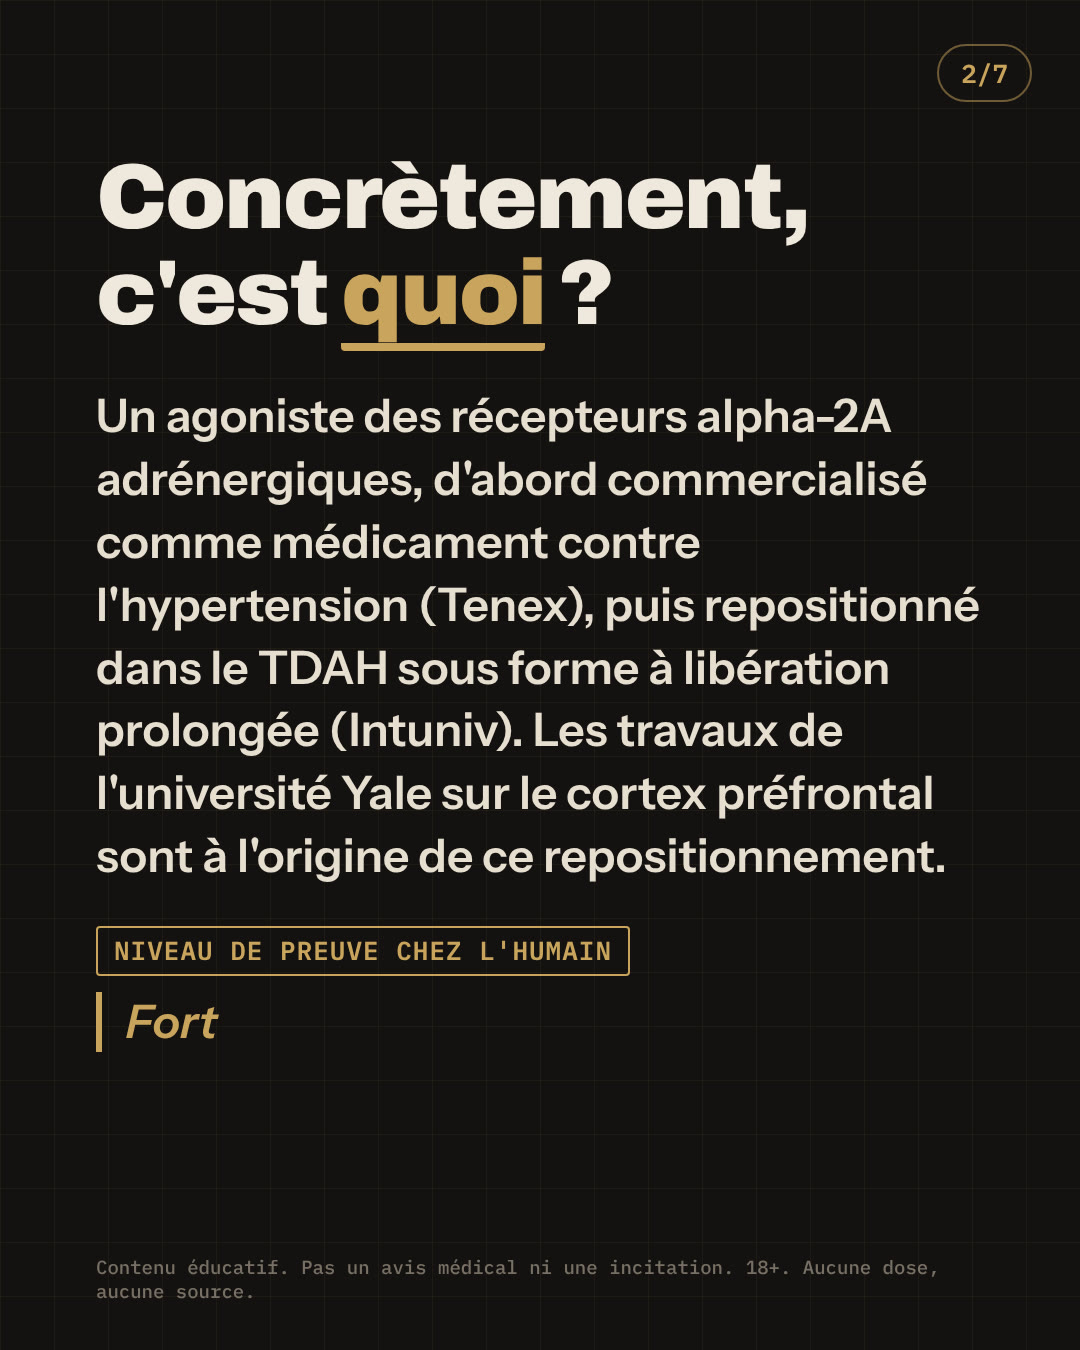 2/7
Concrètement,
c'est quoi ?
Un agoniste des récepteurs alpha-2A
adrénergiques, d'abord commercialisé
comme médicament contre
l'hypertension (Tenex), puis repositionné
dans le TDAH sous forme à libération
prolongée (Intuniv). Les travaux de
l'université Yale sur le cortex préfrontal
sont à l'origine de ce repositionnement.
NIVEAU DE PREUVE CHEZ L'HUMAIN
Fort
Contenu éducatif. Pas un avis médical ni une incitation. 18+. Aucune dose,
aucune source.